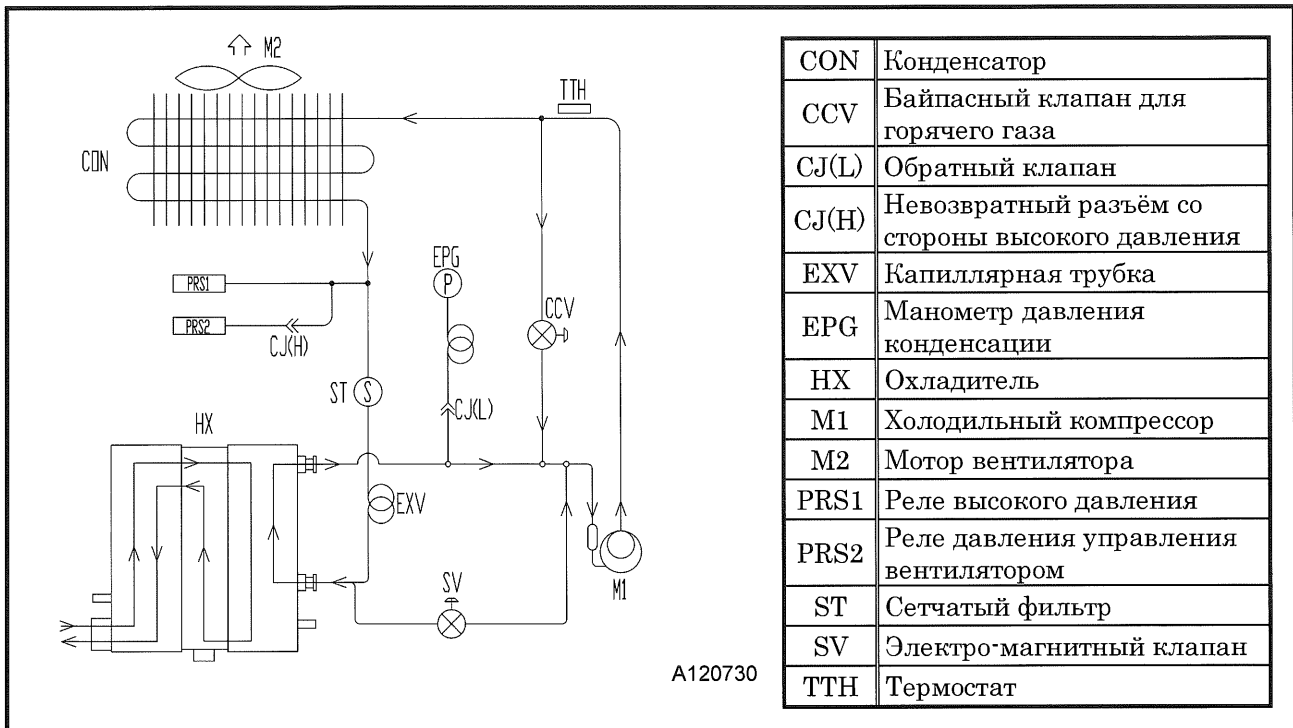 M2
TTH
CON
EPG
P
PRS1
PRS2
CCV
CJ(H)
ST S
CJ(L)
HX
EXV
SV
M1
A120730
CON Конденсатор
CCV Байпасный клапан для
горячего газа
CJ(L) Обратный клапан
CJ(H) Невозвратный разъём со
стороны высокого давления
EXV Капиллярная трубка
EPG Манометр давления
конденсации
HX Охладитель
M1 Холодильный компрессор
M2 Мотор вентилятора
PRS1 Реле высокого давления
PRS2 Реле давления управления
вентилятором
ST Сетчатый фильтр
SV Электро-магнитный клапан
TTH Термостат